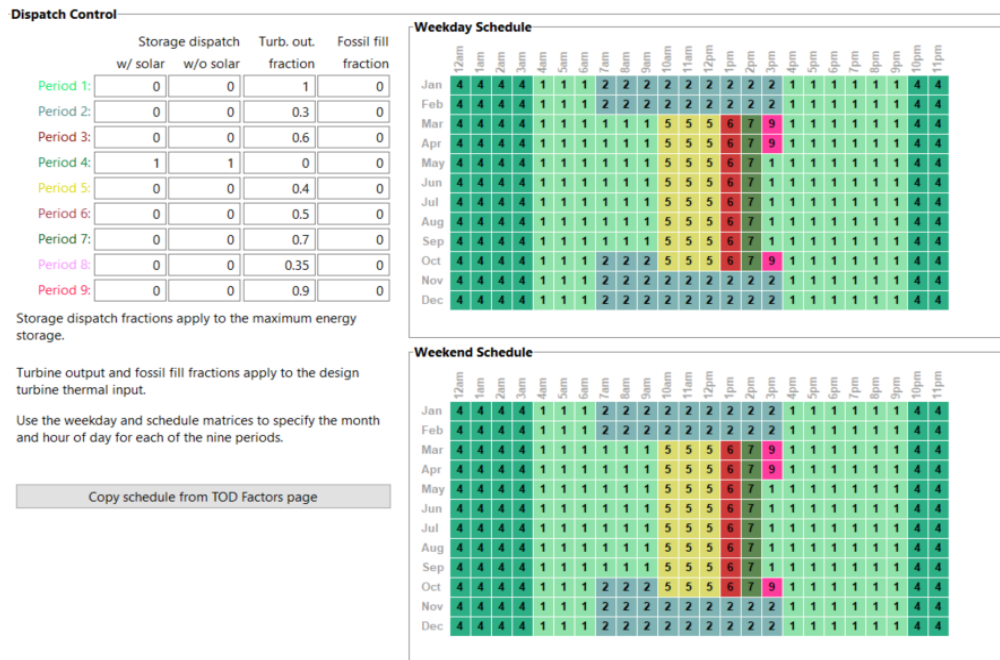 Dispatch Control
Storage dispatch Turb. out. Fossil fill
w/ solar w/o solar fraction fraction
Period 1: 0 0 1 0
Period 2: 0 0 0.3 0
Period 3: 0 0 0.6 0
Period 4: 1 1 0 0
Period 5: 0 0 0.4 0
Period 6: 0 0 0.5 0
Period 7: 0 0 0.7 0
Period 8: 0 0 0.35 0
Period 9: 0 0 0.9 0
Storage dispatch fractions apply to the maximum energy
storage.
Turbine output and fossil fill fractions apply to the design
turbine thermal input.
Use the weekday and schedule matrices to specify the month
and hour of day for each of the nine periods.
Copy schedule from TOD Factors page
Weekday Schedule
12am 1am 2am 3am 4am 5am 6am 7am 8am 9am 10am 11am 12pm 1pm 2pm 3pm 4pm 5pm 6pm 7pm 8pm 9pm 10pm 11pm
Jan 4 4 4 4 1 1 1 2 2 2 2 2 2 2 2 2 1 1 1 1 1 1 4 4
Feb 4 4 4 4 1 1 1 2 2 2 2 2 2 2 2 2 1 1 1 1 1 1 4 4
Mar 4 4 4 4 1 1 1 1 1 1 5 5 5 6 7 9 1 1 1 1 1 1 4 4
Apr 4 4 4 4 1 1 1 1 1 1 5 5 5 6 7 9 1 1 1 1 1 1 4 4
May 4 4 4 4 1 1 1 1 1 1 5 5 5 6 7 1 1 1 1 1 1 1 4 4
Jun 4 4 4 4 1 1 1 1 1 1 5 5 5 6 7 1 1 1 1 1 1 1 4 4
Jul 4 4 4 4 1 1 1 1 1 1 5 5 5 6 7 1 1 1 1 1 1 1 4 4
Aug 4 4 4 4 1 1 1 1 1 1 5 5 5 6 7 1 1 1 1 1 1 1 4 4
Sep 4 4 4 4 1 1 1 1 1 1 5 5 5 6 7 1 1 1 1 1 1 1 4 4
Oct 4 4 4 4 1 1 1 2 2 2 5 5 5 6 7 9 1 1 1 1 1 1 4 4
Nov 4 4 4 4 1 1 1 2 2 2 2 2 2 2 2 2 1 1 1 1 1 1 4 4
Dec 4 4 4 4 1 1 1 2 2 2 2 2 2 2 2 2 1 1 1 1 1 1 4 4
Weekend Schedule
12am 1am 2am 3am 4am 5am 6am 7am 8am 9am 10am 11am 12pm 1pm 2pm 3pm 4pm 5pm 6pm 7pm 8pm 9pm 10pm 11pm
Jan 4 4 4 4 1 1 1 2 2 2 2 2 2 2 2 2 1 1 1 1 1 1 4 4
Feb 4 4 4 4 1 1 1 2 2 2 2 2 2 2 2 2 1 1 1 1 1 1 4 4
Mar 4 4 4 4 1 1 1 1 1 1 5 5 5 6 7 9 1 1 1 1 1 1 4 4
Apr 4 4 4 4 1 1 1 1 1 1 5 5 5 6 7 9 1 1 1 1 1 1 4 4
May 4 4 4 4 1 1 1 1 1 1 5 5 5 6 7 1 1 1 1 1 1 1 4 4
Jun 4 4 4 4 1 1 1 1 1 1 5 5 5 6 7 1 1 1 1 1 1 1 4 4
Jul 4 4 4 4 1 1 1 1 1 1 5 5 5 6 7 1 1 1 1 1 1 1 4 4
Aug 4 4 4 4 1 1 1 1 1 1 5 5 5 6 7 1 1 1 1 1 1 1 4 4
Sep 4 4 4 4 1 1 1 1 1 1 5 5 5 6 7 1 1 1 1 1 1 1 4 4
Oct 4 4 4 4 1 1 1 2 2 2 5 5 5 6 7 9 1 1 1 1 1 1 4 4
Nov 4 4 4 4 1 1 1 2 2 2 2 2 2 2 2 2 1 1 1 1 1 1 4 4
Dec 4 4 4 4 1 1 1 2 2 2 2 2 2 2 2 2 1 1 1 1 1 1 4 4